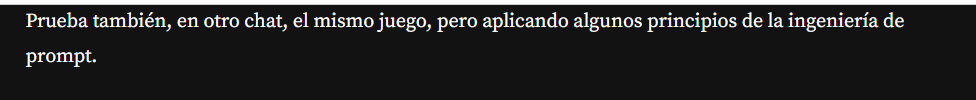 Prueba también, en otro chat, el mismo juego, pero aplicando algunos principios de la ingeniería de
prompt.